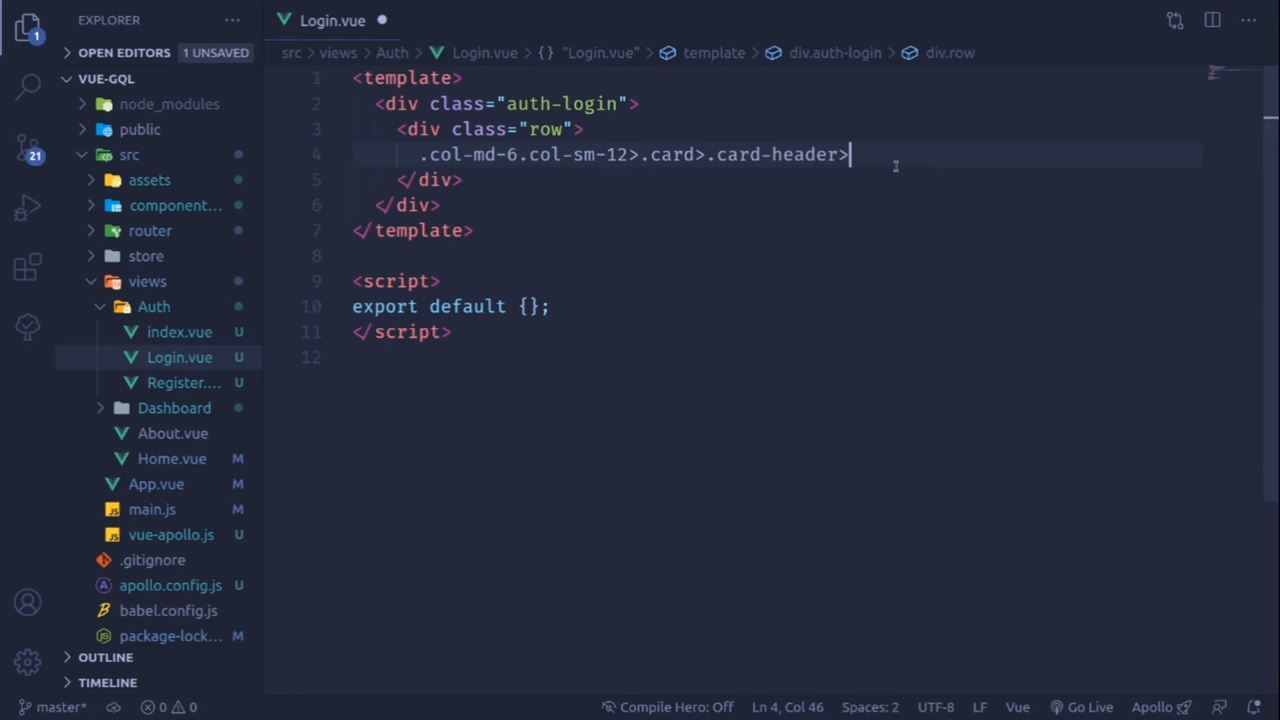 EXPLORER
Login.vue
OPEN EDITORS 1 UNSAVED
src > views > Auth > Login.vue > {} "Login.vue" > template > div.auth-login > div.row
VUE-GQL
node_modules
public
src
assets
component...
router
store
views
Auth
index.vue U
Login.vue U
Register.... U
Dashboard
About.vue
Home.vue M
App.vue M
main.js M
vue-apollo.js U
.gitignore
apollo.config.js U
babel.config.js
package-lock... M
OUTLINE
TIMELINE
1
21
1 <template>
2 <div class="auth-login">
3 <div class="row">
4 .col-md-6.col-sm-12>.card>.card-header>
5 </div>
6 </div>
7 </template>
8
9 <script>
10 export default {};
11 </script>
12
master* 0 0 Compile Hero: Off Ln 4, Col 46 Spaces: 2 UTF-8 LF Vue Go Live Apollo